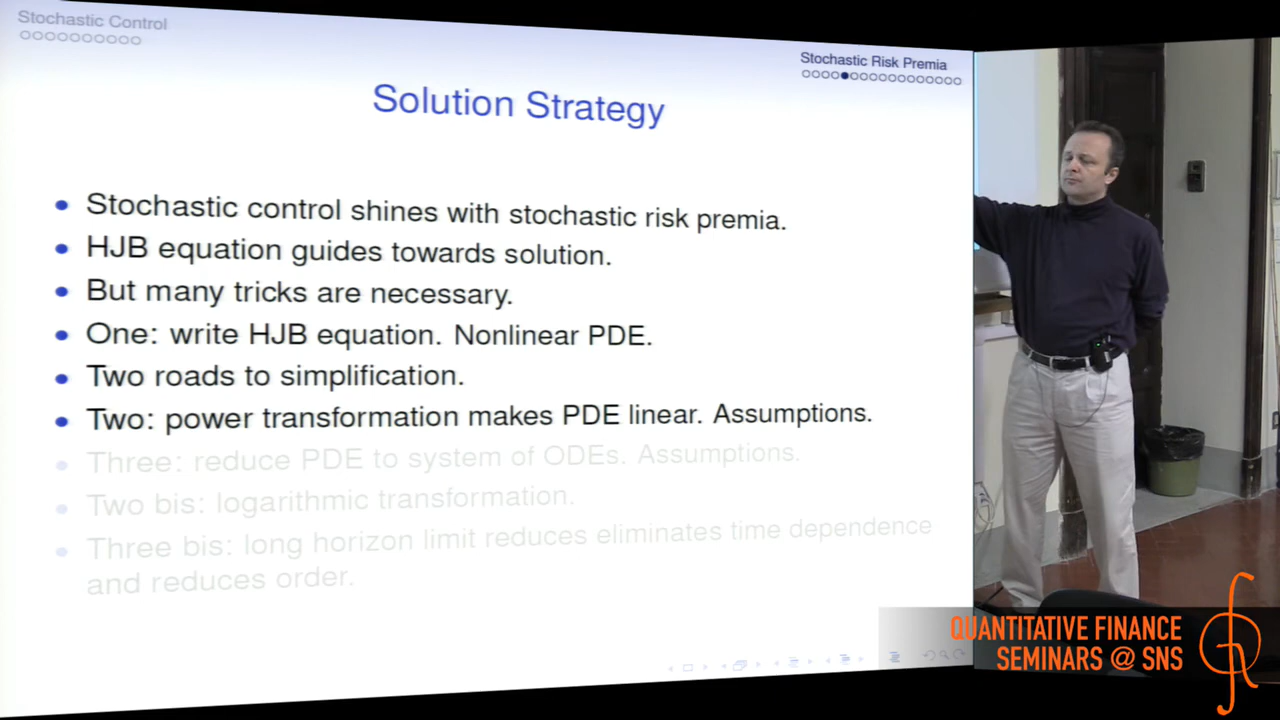 Stochastic Control
Stochastic Risk Premia
Solution Strategy
Stochastic control shines with stochastic risk premia.
HJB equation guides towards solution.
But many tricks are necessary.
One: write HJB equation. Nonlinear PDE.
Two roads to simplification.
Two: power transformation makes PDE linear. Assumptions.
Three: reduce PDE to system of ODEs. Assumptions.
Two bis: logarithmic transformation.
Three bis: long horizon limit reduces eliminates time dependence
and reduces order.
QUANTITATIVE FINANCE
SEMINARS @ SNS